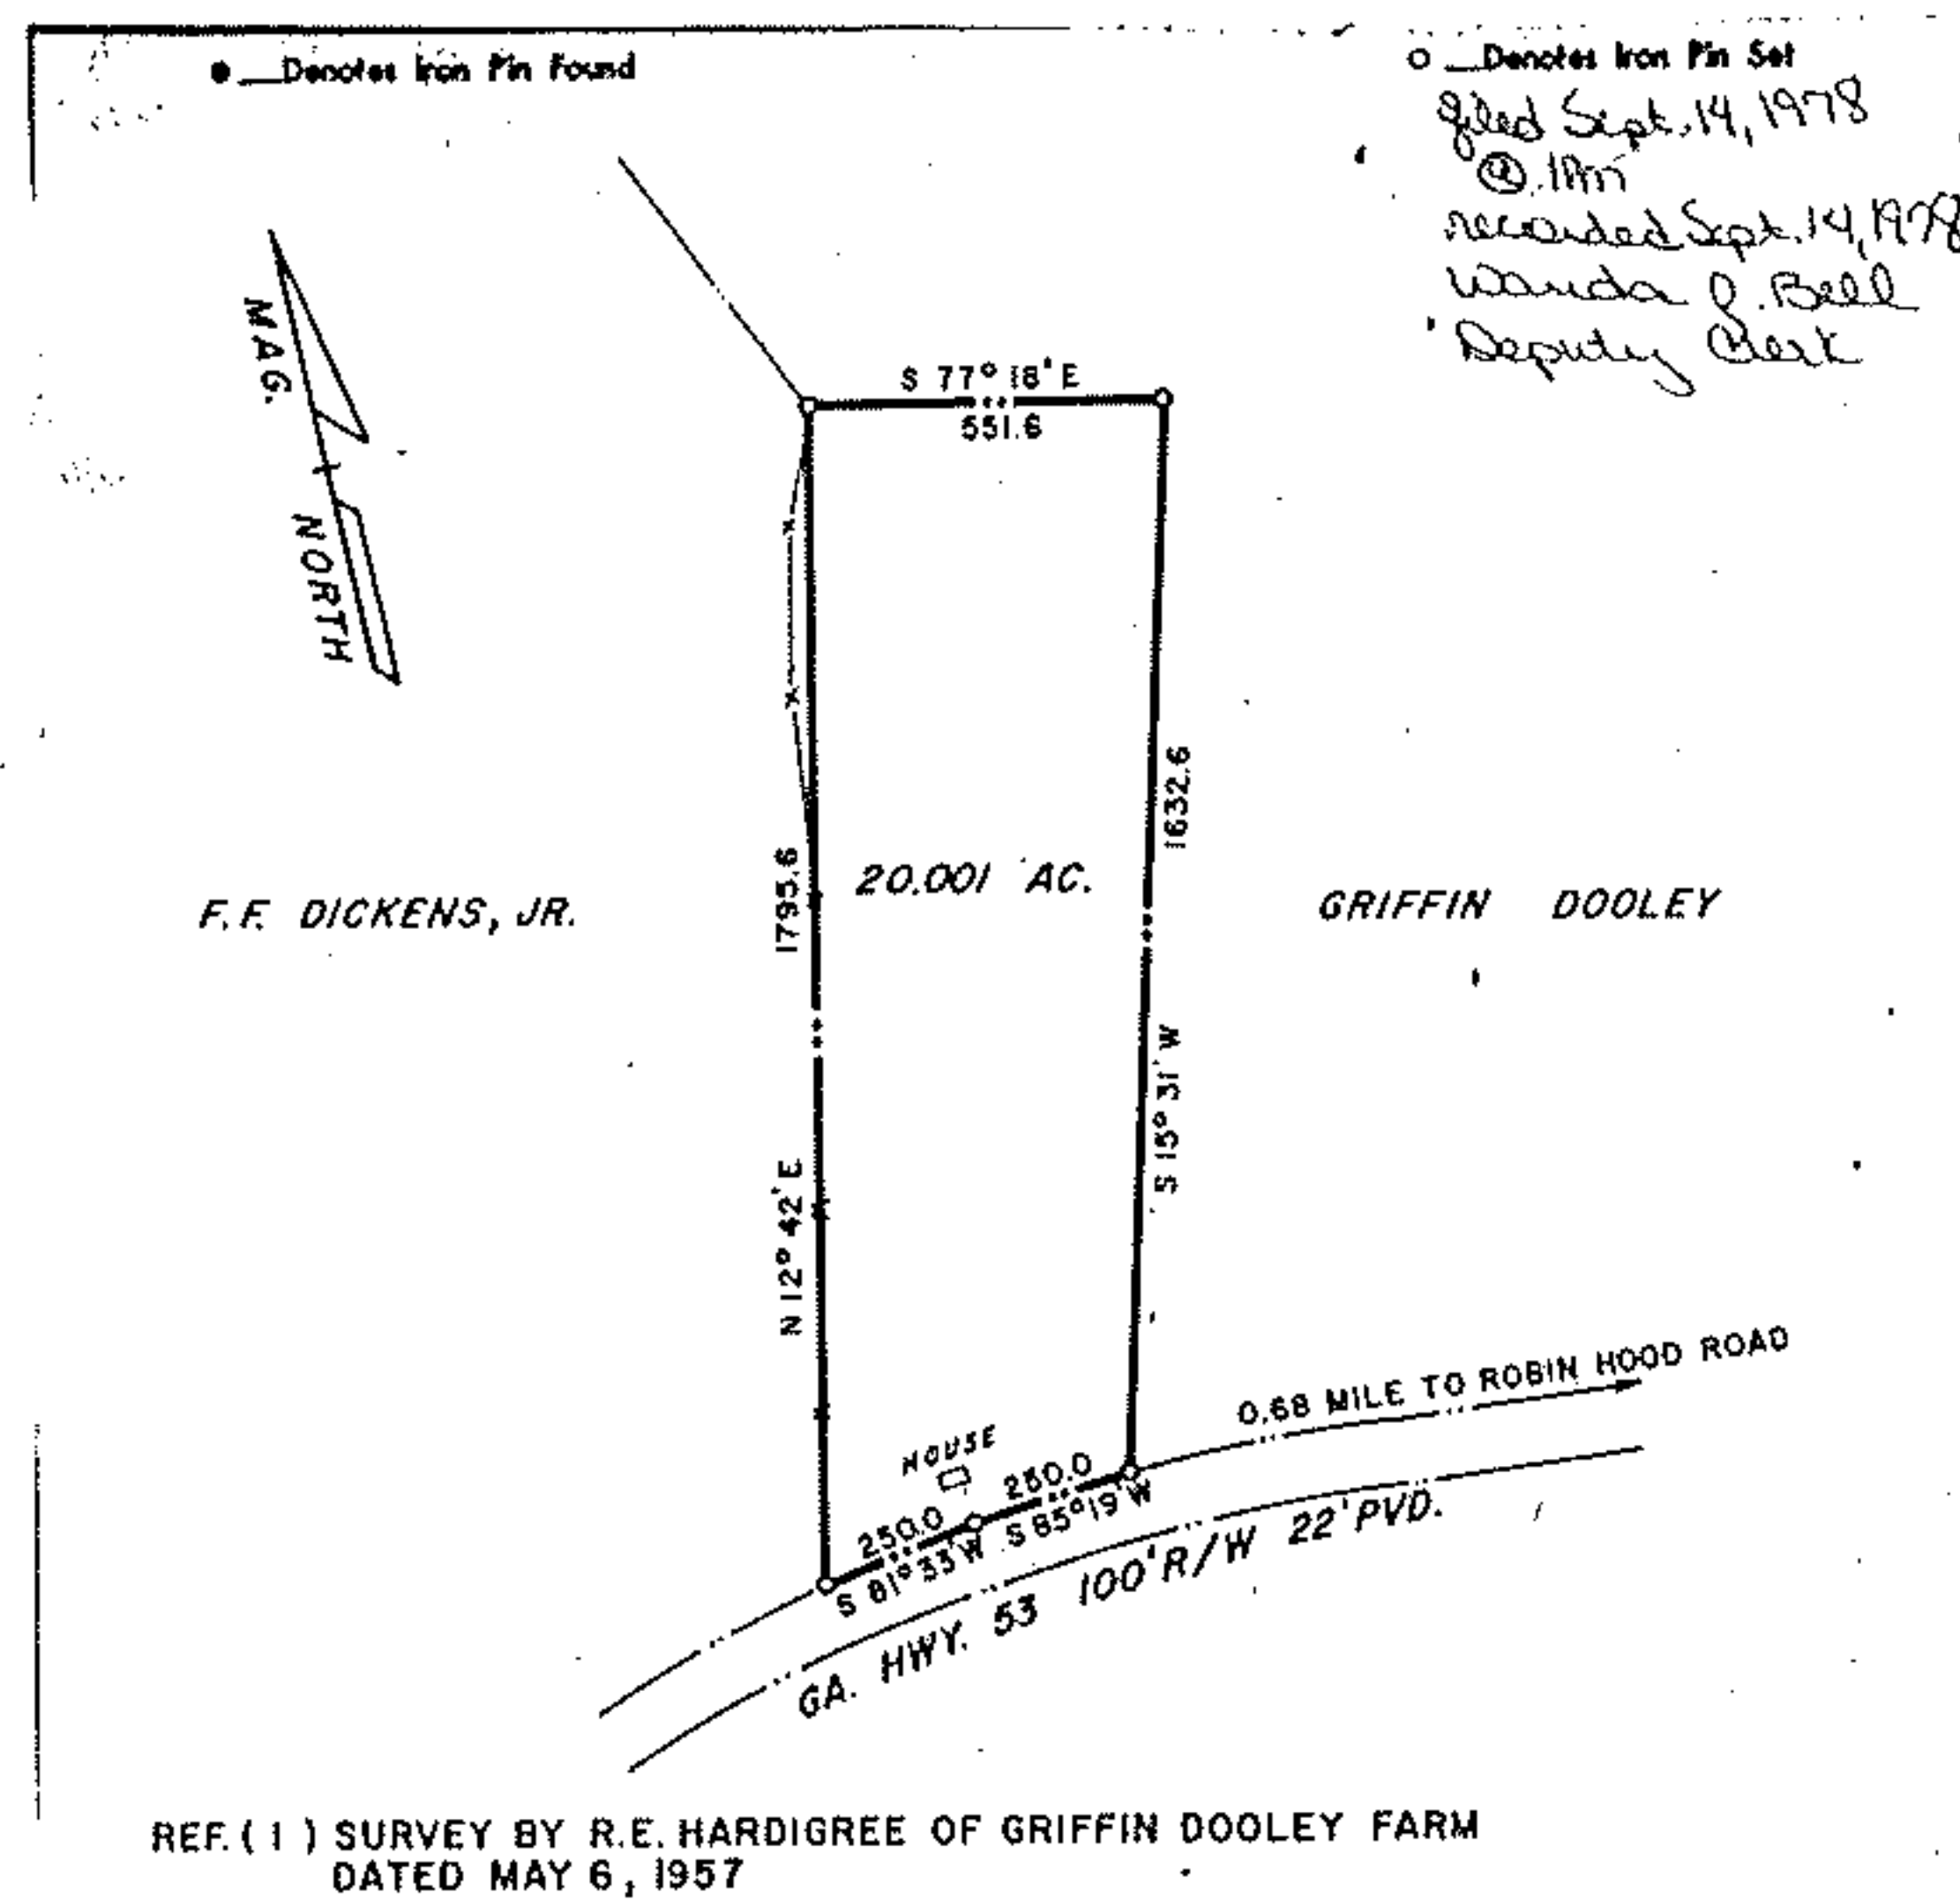 ● __ Denotes Iron Pin Found
○ __ Denotes Iron Pin Set
filed Sept. 14, 1978
@ 1PM
recorded Sept. 14, 1978
Wanda J. Bell
Deputy Clerk
MAG. NORTH
S 77° 18' E
551.6
1795.6
N 12° 42' E
20.001 AC.
1632.6
S 15° 31' W
F. F. DICKENS, JR.
GRIFFIN DOOLEY
0.68 MILE TO ROBIN HOOD ROAD
HOUSE
250.0
250.0
S 81° 33' W
S 85° 19' W
GA. HWY. 53 100' R/W 22' PVD.
REF. ( 1 ) SURVEY BY R. E. HARDIGREE OF GRIFFIN DOOLEY FARM
DATED MAY 6, 1957